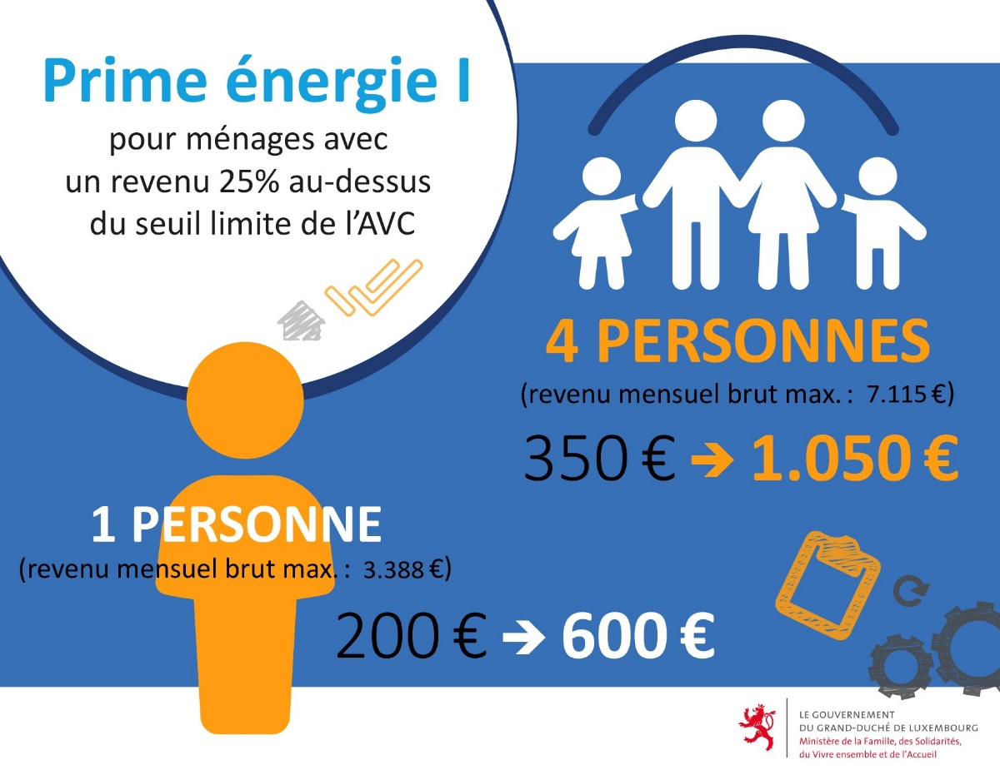 Prime énergie I
pour ménages avec
un revenu 25% au-dessus
du seuil limite de l’AVC
4 PERSONNES
(revenu mensuel brut max. : 7.115 €)
350 € ➔ 1.050 €
1 PERSONNE
(revenu mensuel brut max. : 3.388 €)
200 € ➔ 600 €
LE GOUVERNEMENT
DU GRAND-DUCHÉ DE LUXEMBOURG
Ministère de la Famille, des Solidarités,
du Vivre ensemble et de l'Accueil